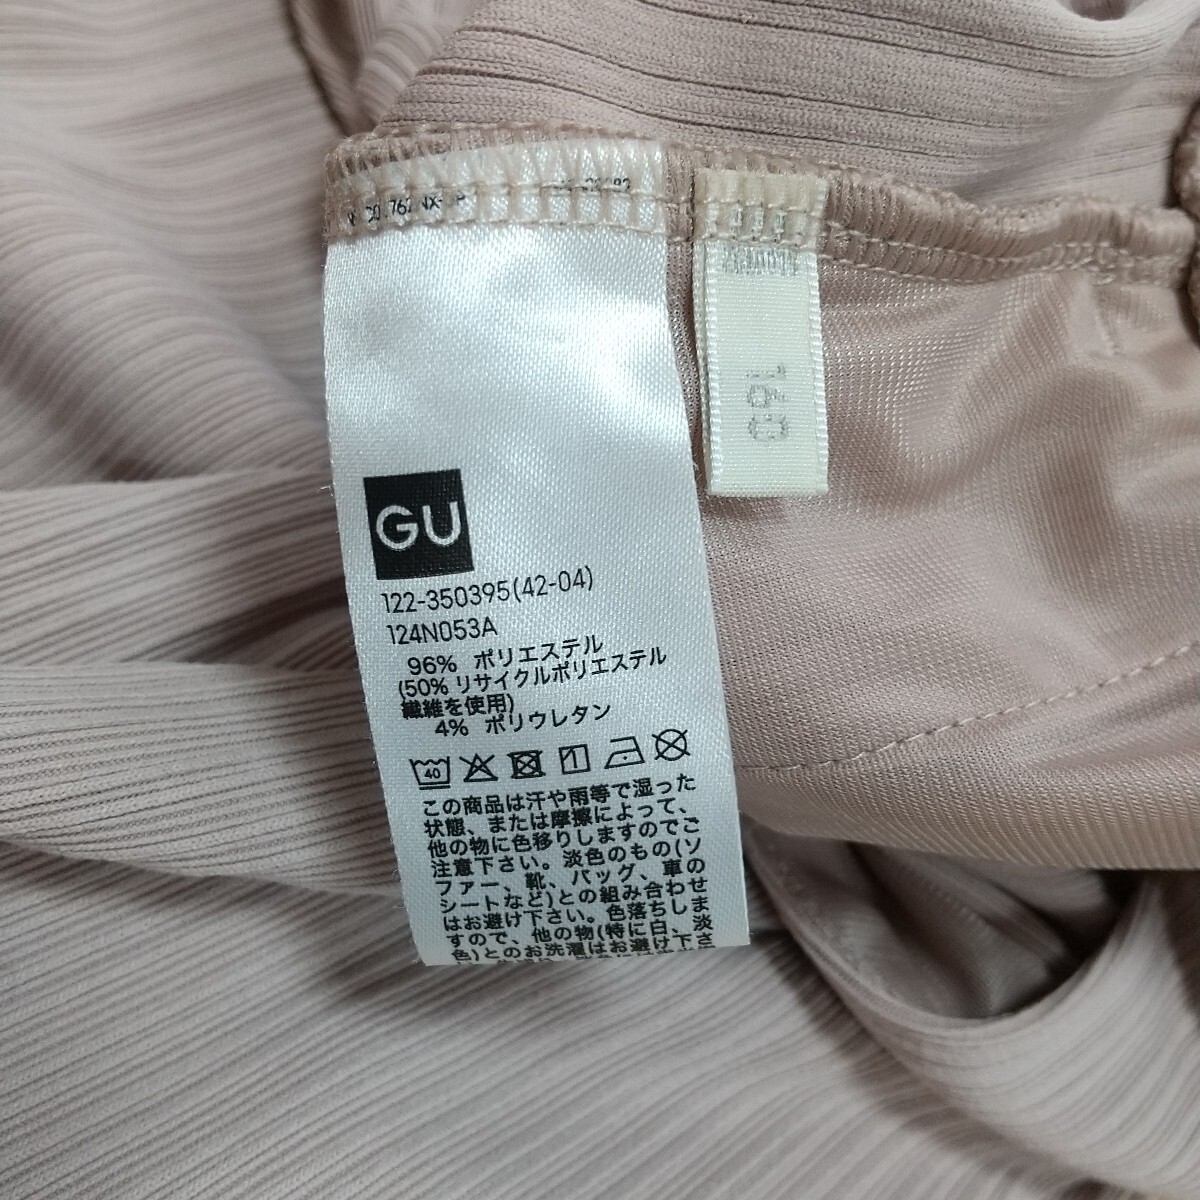 GU
122-350395(42-04)
124N053A
96% ポリエステル
(50% リサイクルポリエステル
繊維を使用)
4% ポリウレタン
40
この商品は汗や雨等で湿った
状態、または摩擦によって、
他の物に色移りしますのでご
注意下さい。淡色のもの(ソ
ファー、靴、バッグ、車の
シートなど)との組み合わせ
はお避け下さい。色落ちしま
すので、他の物(特に白、淡
色)とのお洗濯はお避け下さ
160